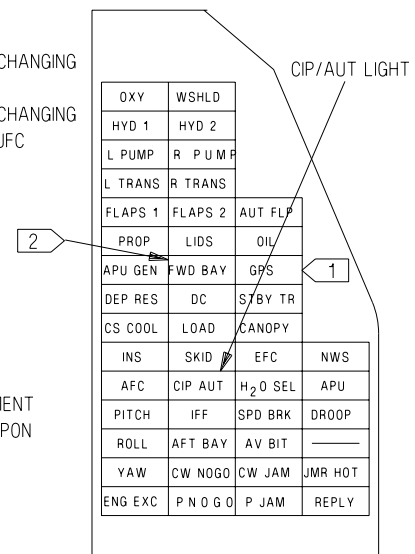 CHANGING
CIP/AUT LIGHT
CHANGING
UFC
OXY WSHLD
HYD 1 HYD 2
L PUMP R PUMP
L TRANS R TRANS
FLAPS 1 FLAPS 2 AUT FLP
2
PROP LIDS OIL
APU GEN FWD BAY GPS
1
DEP RES DC STBY TR
CS COOL LOAD CANOPY
INS SKID EFC NWS
AFC CIP AUT H2O SEL APU
MENT
PITCH IFF SPD BRK DROOP
PON
ROLL AFT BAY AV BIT
YAW CW NOGO CW JAM JMR HOT
ENG EXC P NOGO P JAM REPLY